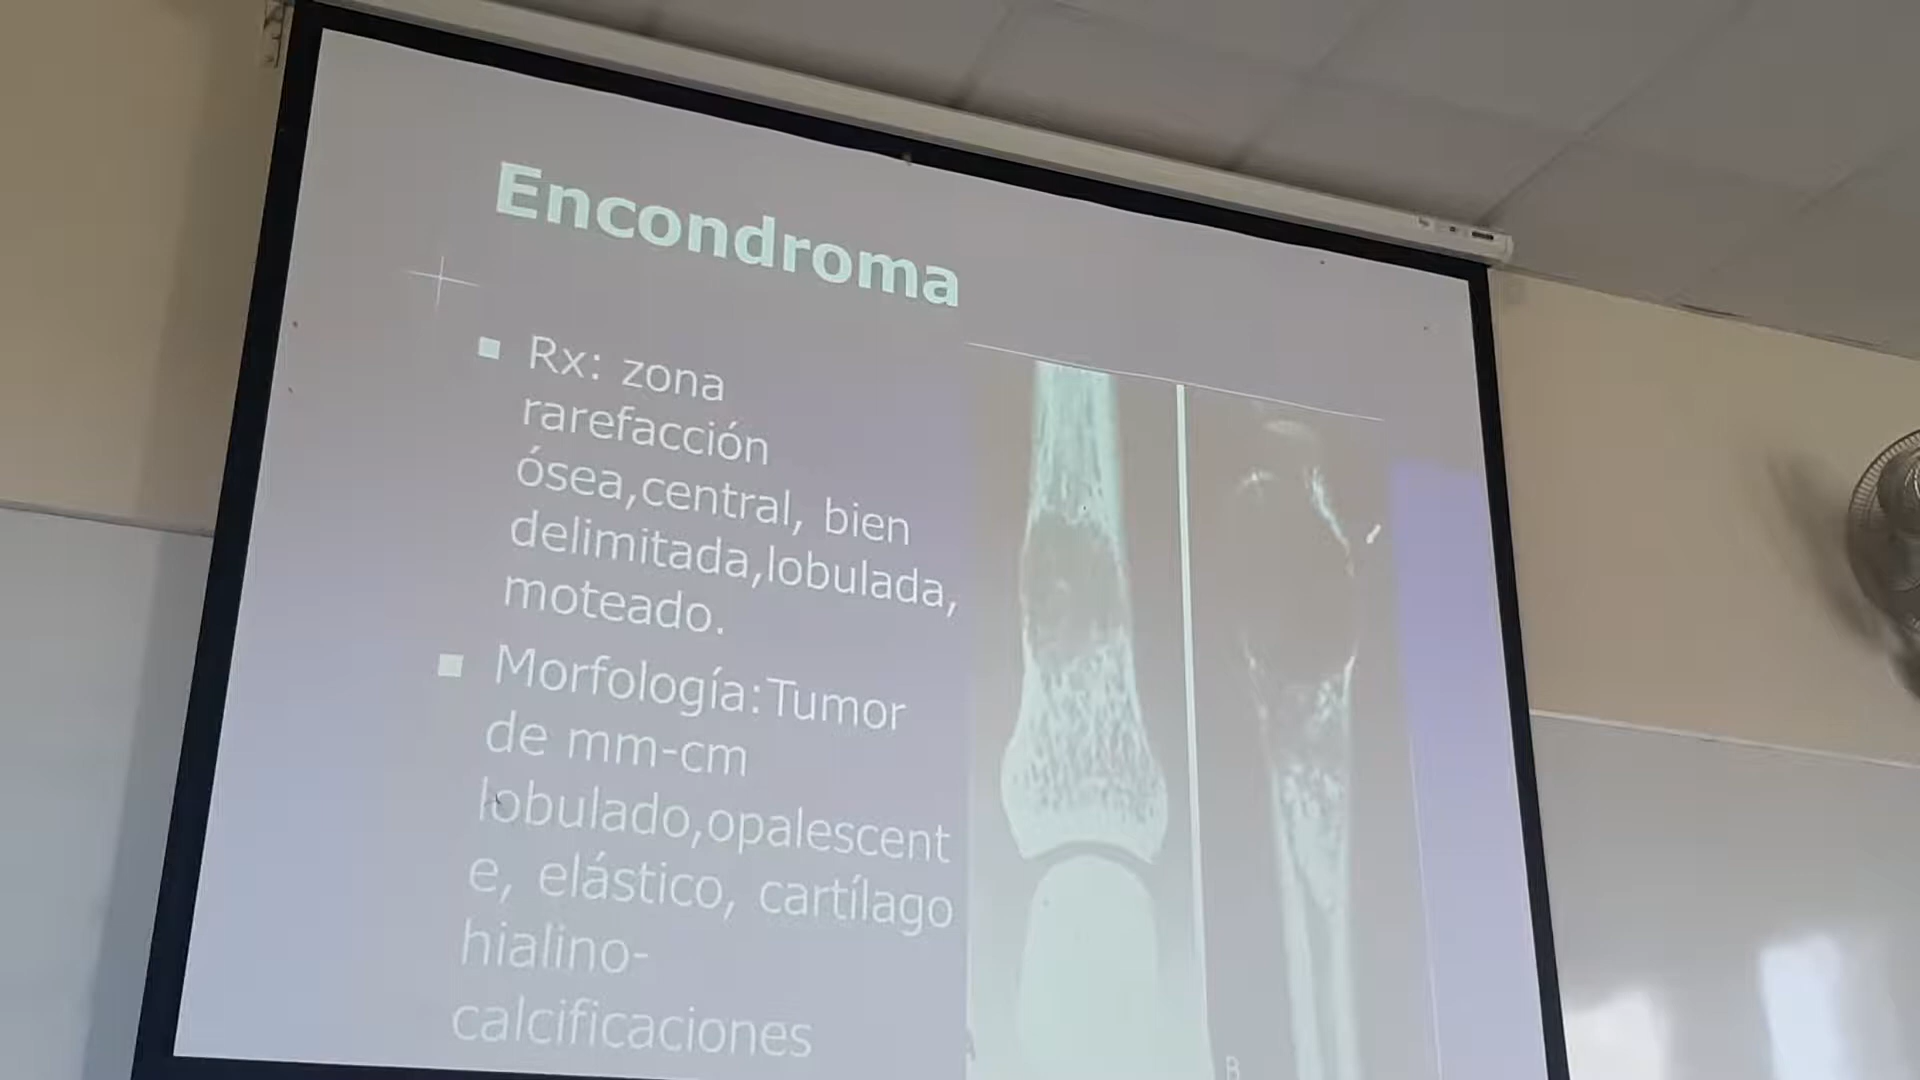 Encondroma
Rx: zona
rarefacción
ósea,central, bien
delimitada,lobulada,
moteado.
Morfología:Tumor
de mm-cm
lobulado,opalescent
e, elástico, cartílago
hialino-
calcificaciones
B